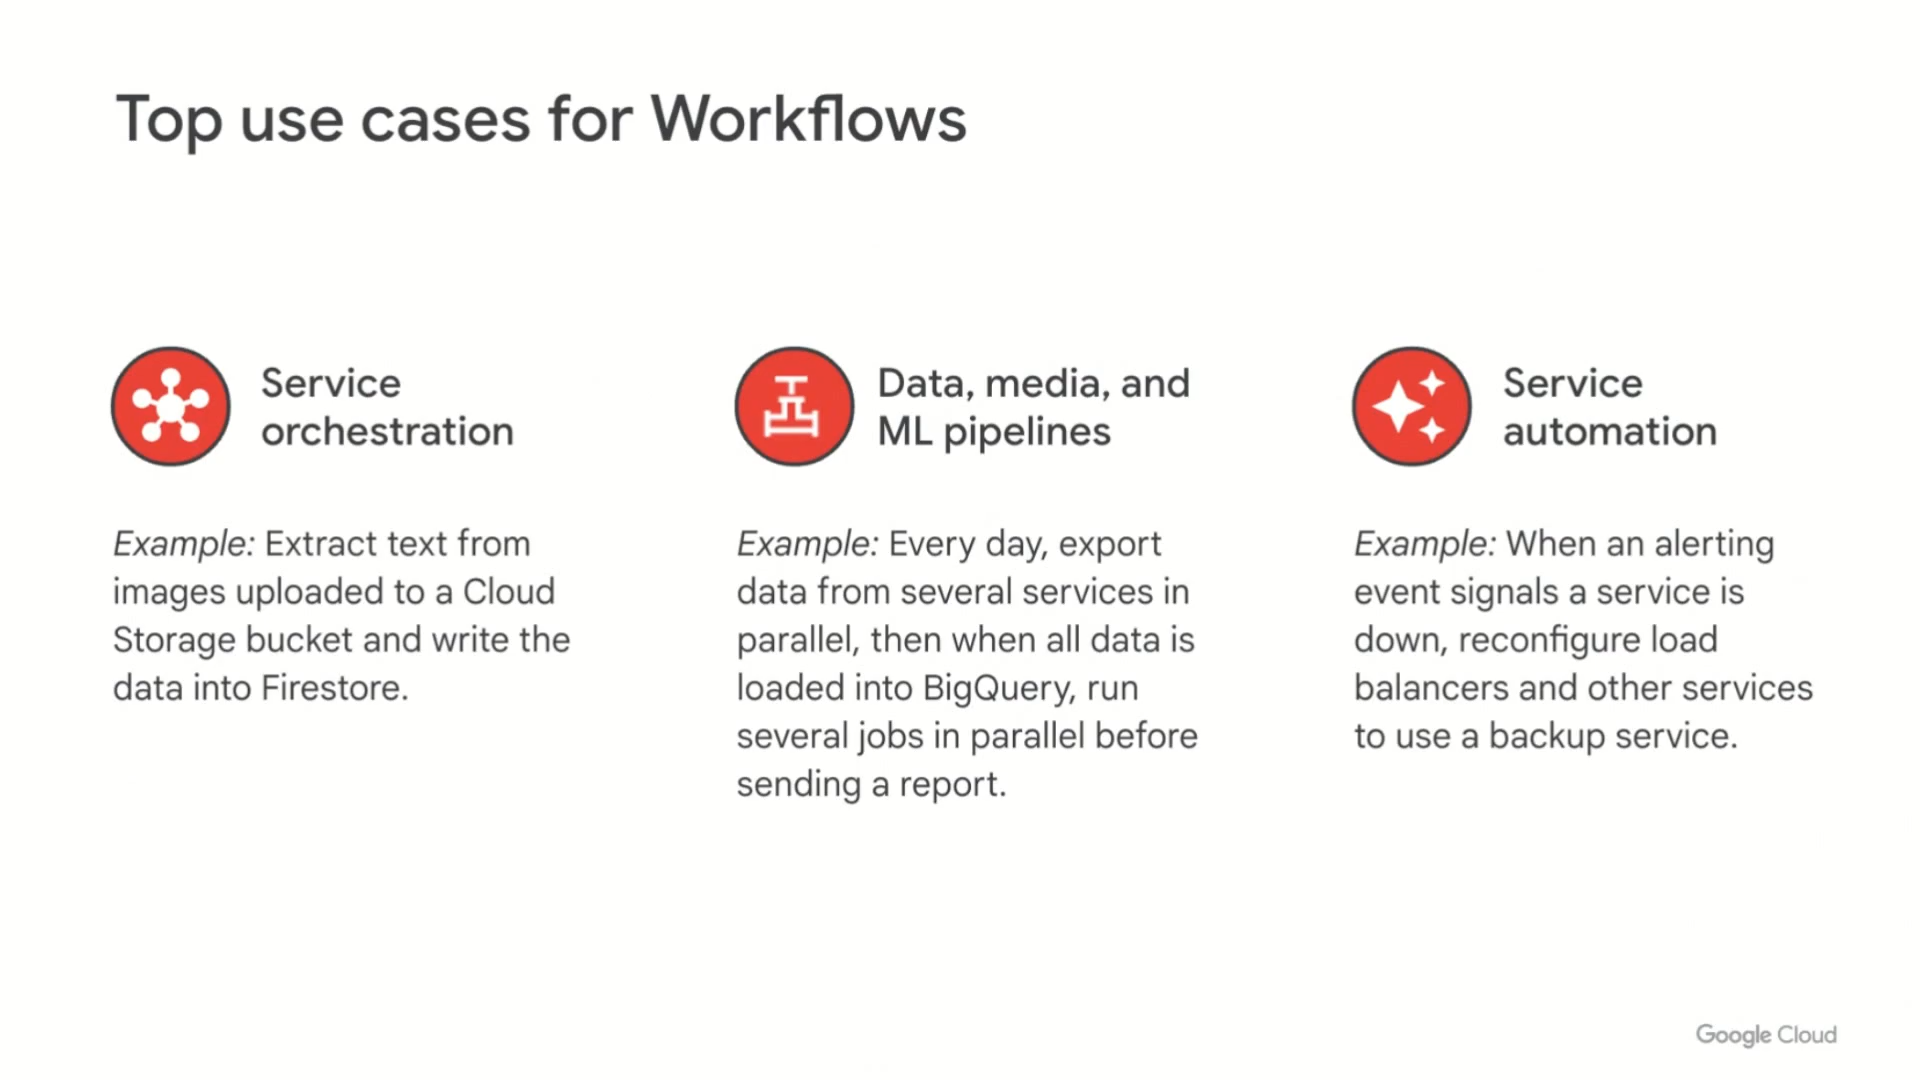 Top use cases for Workflows
Service
orchestration
Example: Extract text from
images uploaded to a Cloud
Storage bucket and write the
data into Firestore.
Data, media, and
ML pipelines
Example: Every day, export
data from several services in
parallel, then when all data is
loaded into BigQuery, run
several jobs in parallel before
sending a report.
Service
automation
Example: When an alerting
event signals a service is
down, reconfigure load
balancers and other services
to use a backup service.
Google Cloud